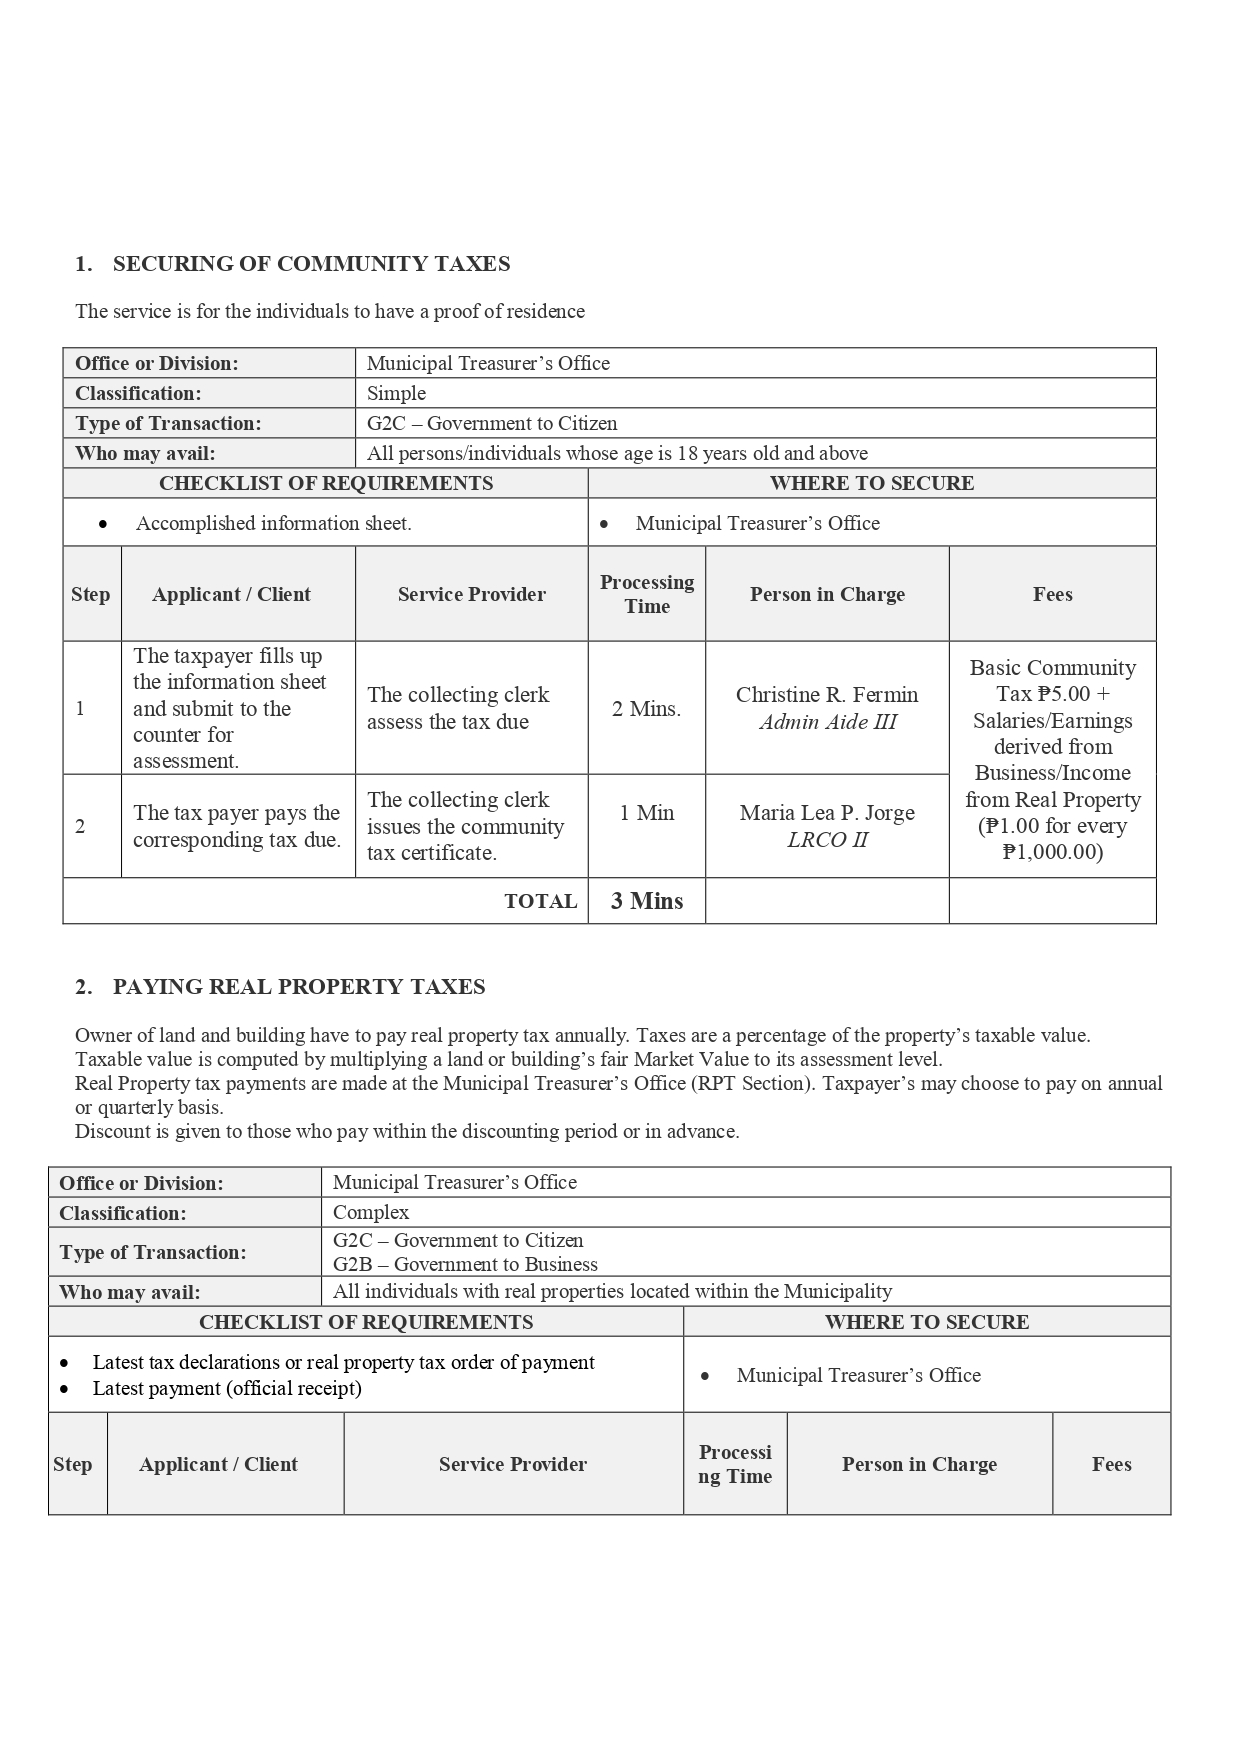 1. SECURING OF COMMUNITY TAXES
The service is for the individuals to have a proof of residence
Office or Division: Municipal Treasurer’s Office
Classification: Simple
Type of Transaction: G2C – Government to Citizen
Who may avail: All persons/individuals whose age is 18 years old and above
CHECKLIST OF REQUIREMENTS WHERE TO SECURE
• Accomplished information sheet. • Municipal Treasurer’s Office
Step Applicant / Client Service Provider Processing Time Person in Charge Fees
1
The taxpayer fills up
the information sheet
and submit to the
counter for
assessment.
The collecting clerk
assess the tax due
2 Mins.
Christine R. Fermin
Admin Aide III
Basic Community
Tax ₱5.00 +
Salaries/Earnings
derived from
Business/Income
from Real Property
(₱1.00 for every
₱1,000.00)
2
The tax payer pays the
corresponding tax due.
The collecting clerk
issues the community
tax certificate.
1 Min
Maria Lea P. Jorge
LRCO II
TOTAL 3 Mins
2. PAYING REAL PROPERTY TAXES
Owner of land and building have to pay real property tax annually. Taxes are a percentage of the property’s taxable value.
Taxable value is computed by multiplying a land or building’s fair Market Value to its assessment level.
Real Property tax payments are made at the Municipal Treasurer’s Office (RPT Section). Taxpayer’s may choose to pay on annual
or quarterly basis.
Discount is given to those who pay within the discounting period or in advance.
Office or Division: Municipal Treasurer’s Office
Classification: Complex
Type of Transaction:
G2C – Government to Citizen
G2B – Government to Business
Who may avail: All individuals with real properties located within the Municipality
CHECKLIST OF REQUIREMENTS WHERE TO SECURE
• Latest tax declarations or real property tax order of payment
• Latest payment (official receipt)
• Municipal Treasurer’s Office
Step Applicant / Client Service Provider
Processi
ng Time
Person in Charge Fees